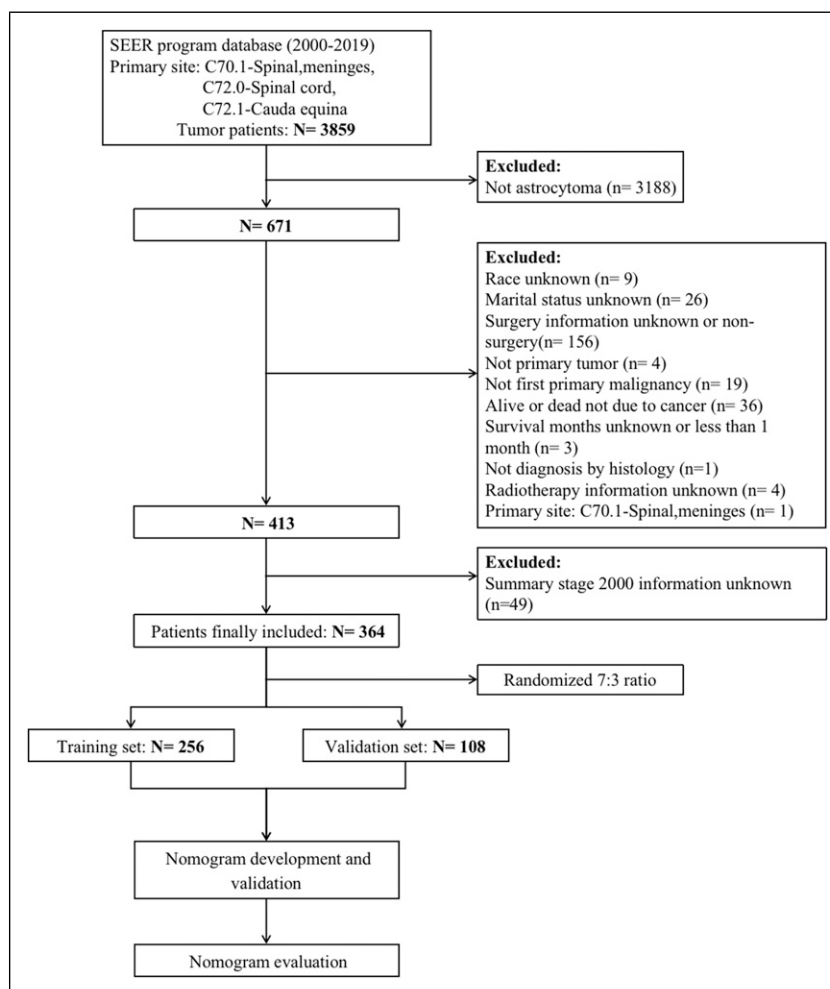 SEER program database (2000-2019)
Primary site: C70.1-Spinal,meninges,
C72.0-Spinal cord,
C72.1-Cauda equina
Tumor patients: N= 3859
Excluded:
Not astrocytoma (n= 3188)
N= 671
Excluded:
Race unknown (n= 9)
Marital status unknown (n= 26)
Surgery information unknown or non-
surgery(n= 156)
Not primary tumor (n= 4)
Not first primary malignancy (n= 19)
Alive or dead not due to cancer (n= 36)
Survival months unknown or less than 1
month (n= 3)
Not diagnosis by histology (n=1)
Radiotherapy information unknown (n= 4)
Primary site: C70.1-Spinal,meninges (n= 1)
N= 413
Excluded:
Summary stage 2000 information unknown
(n=49)
Patients finally included: N= 364
Randomized 7:3 ratio
Training set: N= 256
Validation set: N= 108
Nomogram development and
validation
Nomogram evaluation